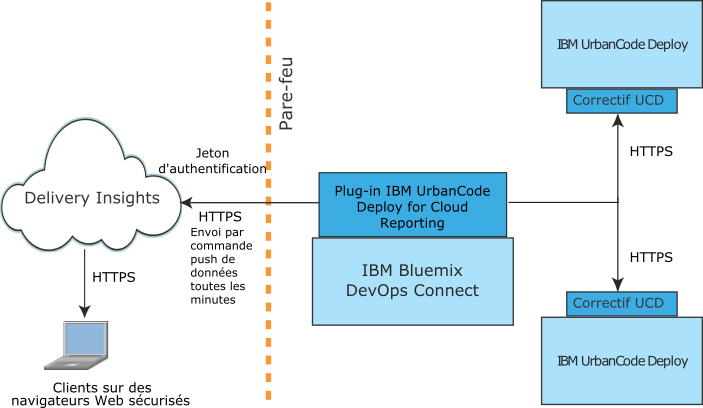 IBM UrbanCode Deploy
Correctif UCD
HTTPS
Pare-feu
Jeton
d'authentification
Delivery Insights
HTTPS
Envoi par
commande
push de
données
toutes les
minutes
Plug-in IBM UrbanCode
Deploy for Cloud
Reporting
IBM Bluemix
DevOps Connect
HTTPS
HTTPS
Correctif UCD
IBM UrbanCode Deploy
Clients sur des
navigateurs Web sécurisés